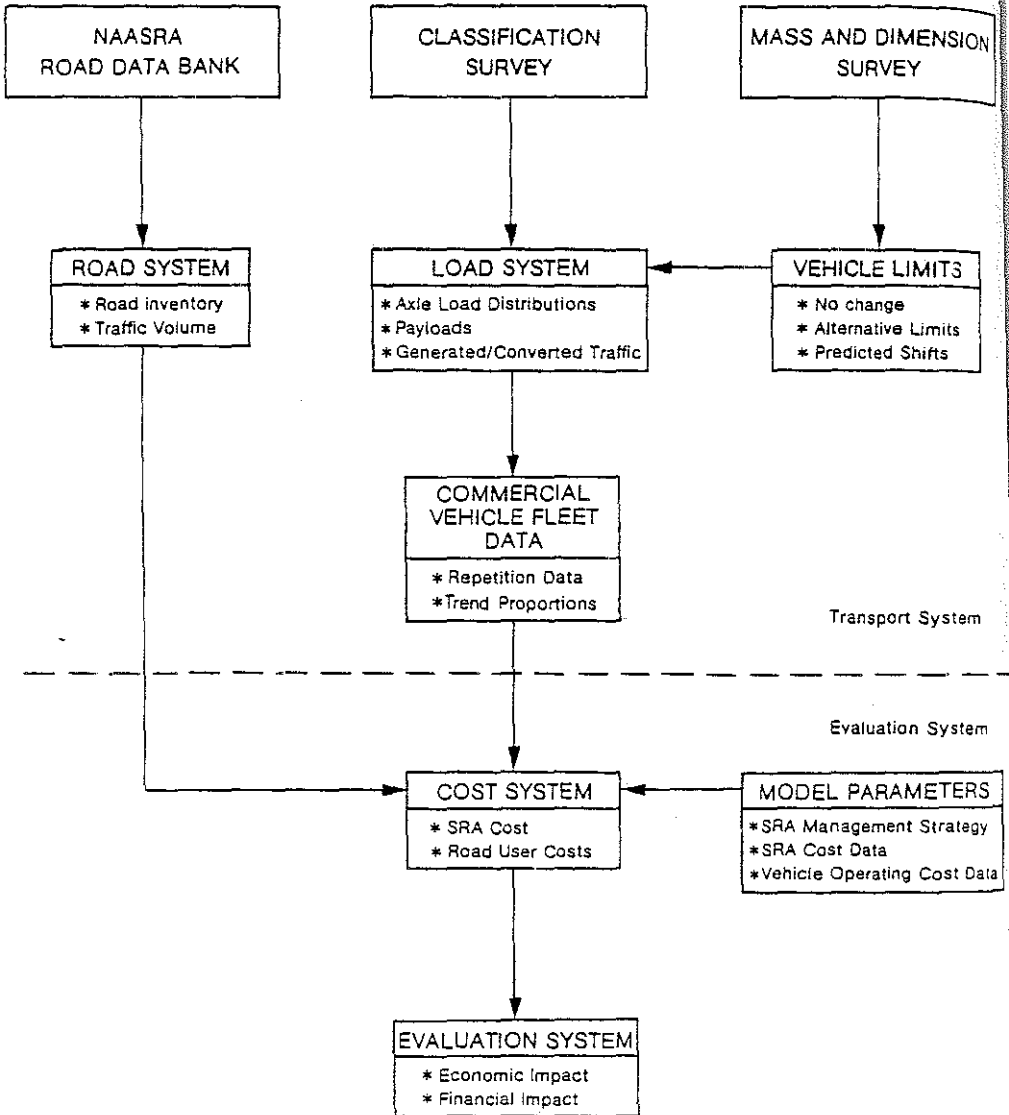 NAASRA
ROAD DATA BANK
CLASSIFICATION
SURVEY
MASS AND DIMENSION
SURVEY
ROAD SYSTEM
* Road inventory
* Traffic Volume
LOAD SYSTEM
* Axle Load Distributions
* Payloads
* Generated/Converted Traffic
VEHICLE LIMITS
* No change
* Alternative Limits
* Predicted Shifts
COMMERCIAL
VEHICLE FLEET
DATA
* Repetition Data
* Trend Proportions
Transport System
Evaluation System
COST SYSTEM
* SRA Cost
* Road User Costs
MODEL PARAMETERS
* SRA Management Strategy
* SRA Cost Data
* Vehicle Operating Cost Data
EVALUATION SYSTEM
* Economic Impact
* Financial Impact